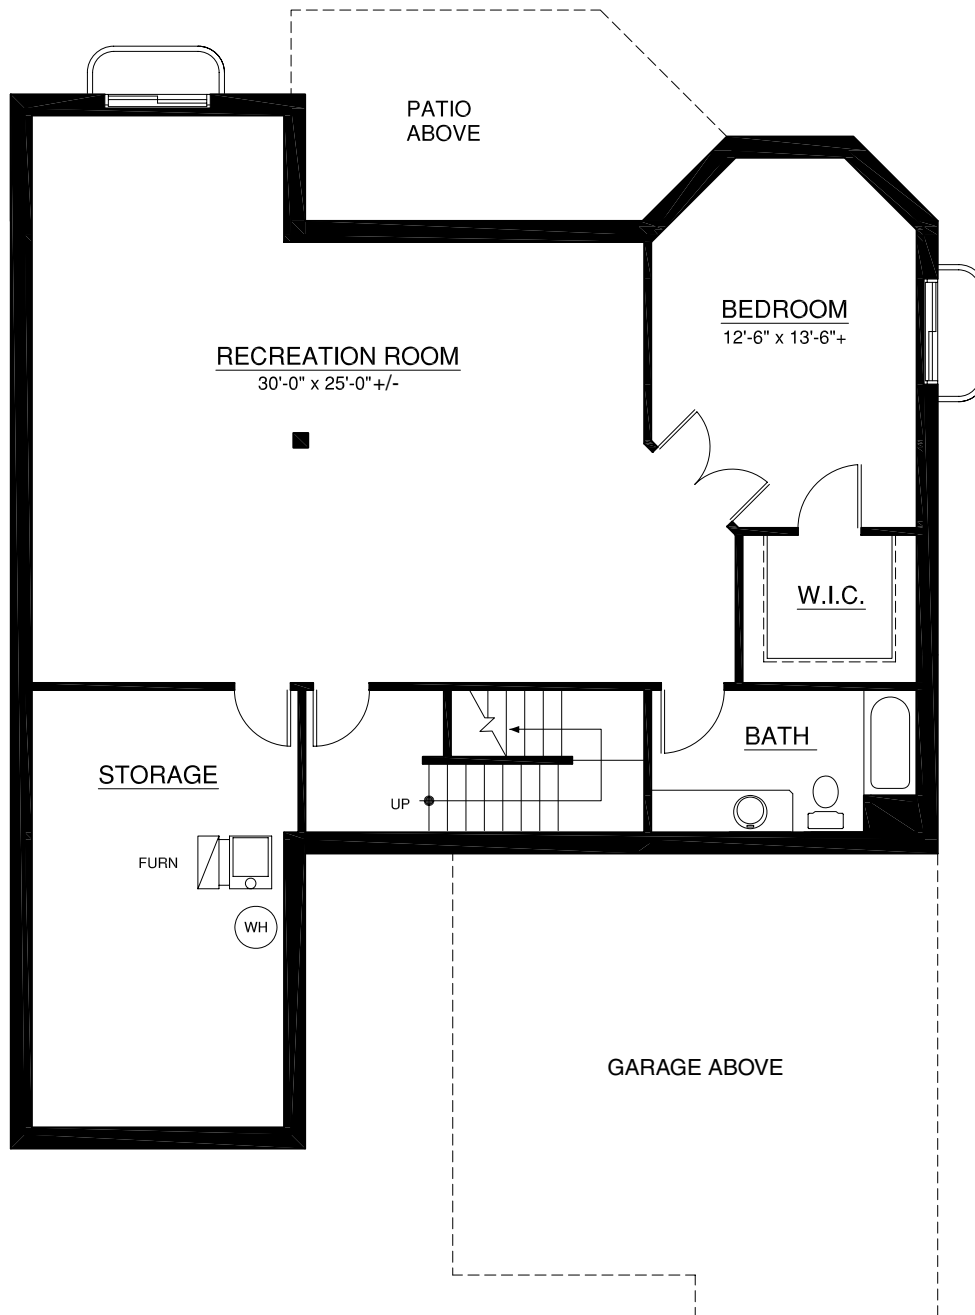 PATIO
ABOVE
BEDROOM
12'-6" x 13'-6"+
RECREATION ROOM
30'-0" x 25'-0"+/-
W.I.C.
BATH
STORAGE
UP
FURN
WH
GARAGE ABOVE